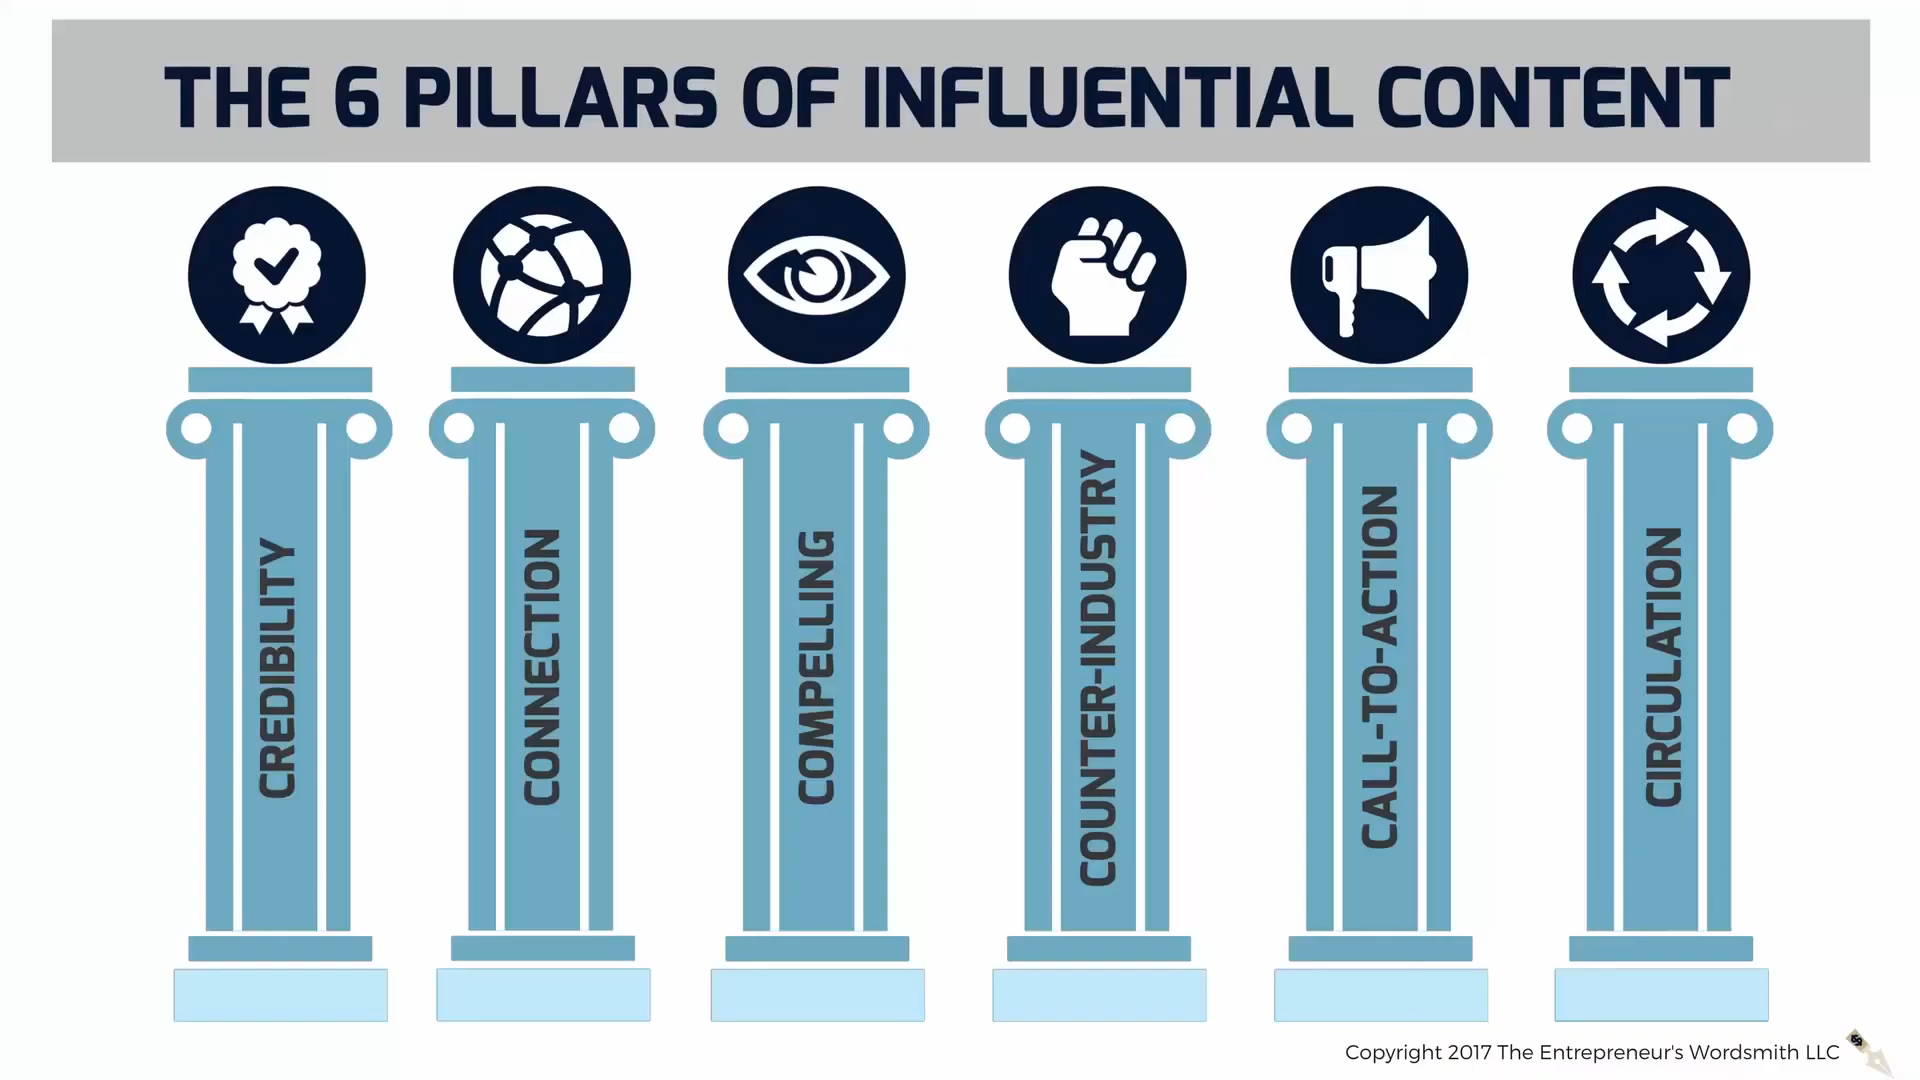 THE 6 PILLARS OF INFLUENTIAL CONTENT
CREDIBILITY
CONNECTION
COMPELLING
COUNTER-INDUSTRY
CALL-TO-ACTION
CIRCULATION
Copyright 2017 The Entrepreneur's Wordsmith LLC